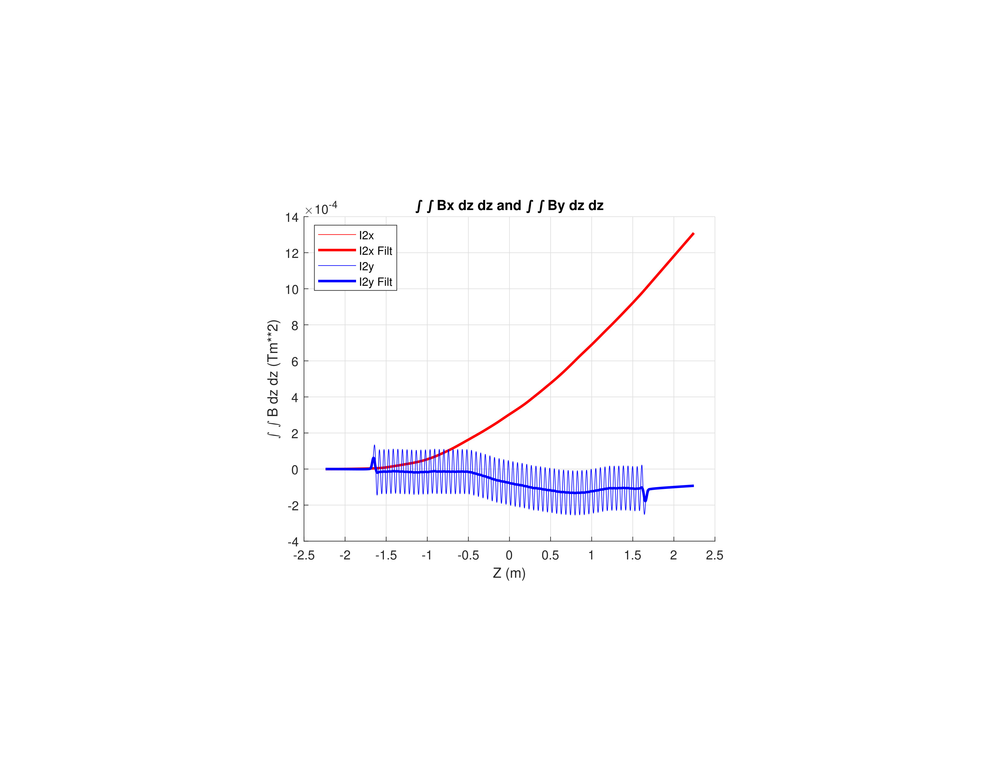 ∫ ∫ Bx dz dz and ∫ ∫ By dz dz
×10-4
14
12
10
8
6
4
2
0
-2
-4
∫ ∫ B dz dz (Tm**2)
I2x
I2x Filt
I2y
I2y Filt
-2.5 -2 -1.5 -1 -0.5 0 0.5 1 1.5 2 2.5
Z (m)